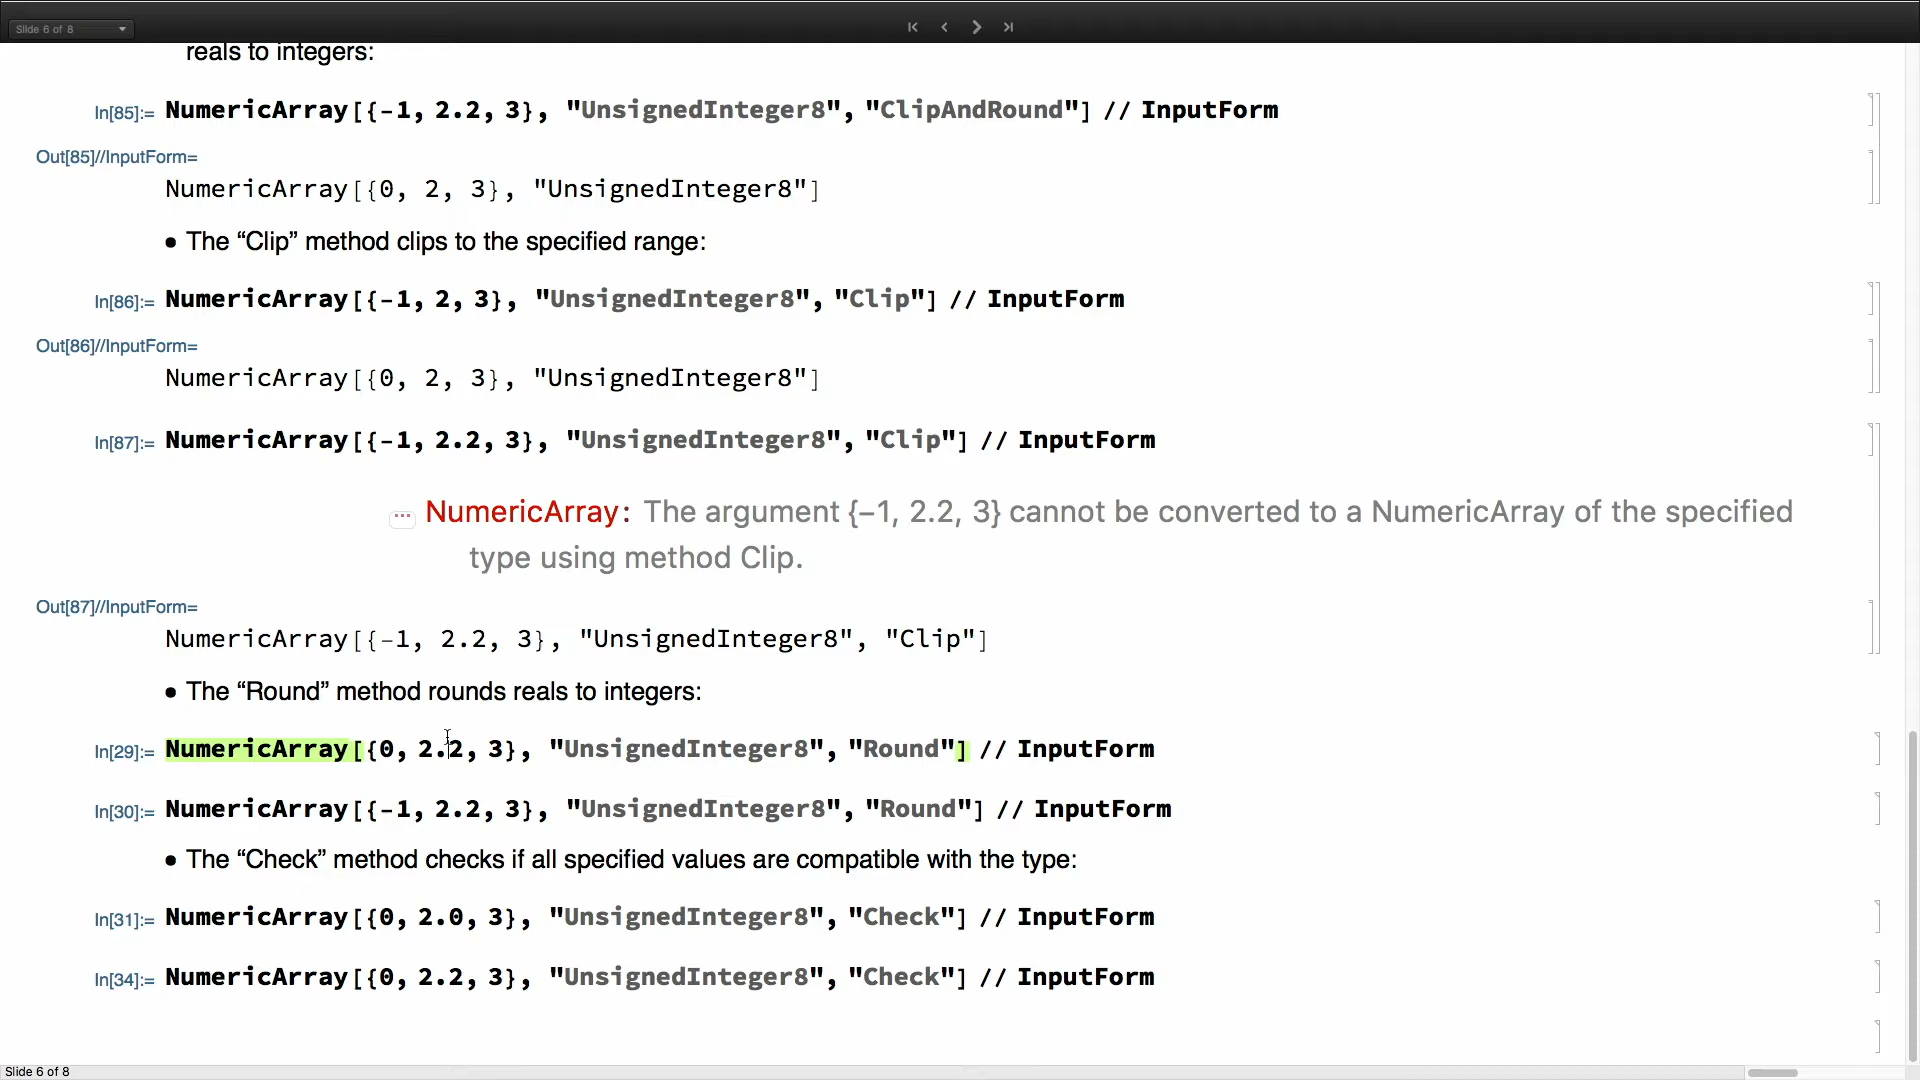 Slide 6 of 8
reals to integers:
In[85]:= NumericArray[{-1, 2.2, 3}, "UnsignedInteger8", "ClipAndRound"] // InputForm
Out[85]//InputForm=
NumericArray[{0, 2, 3}, "UnsignedInteger8"]
• The “Clip” method clips to the specified range:
In[86]:= NumericArray[{-1, 2, 3}, "UnsignedInteger8", "Clip"] // InputForm
Out[86]//InputForm=
NumericArray[{0, 2, 3}, "UnsignedInteger8"]
In[87]:= NumericArray[{-1, 2.2, 3}, "UnsignedInteger8", "Clip"] // InputForm
NumericArray: The argument {−1, 2.2, 3} cannot be converted to a NumericArray of the specified
type using method Clip.
Out[87]//InputForm=
NumericArray[{-1, 2.2, 3}, "UnsignedInteger8", "Clip"]
• The “Round” method rounds reals to integers:
In[29]:= NumericArray[{0, 2.2, 3}, "UnsignedInteger8", "Round"] // InputForm
In[30]:= NumericArray[{-1, 2.2, 3}, "UnsignedInteger8", "Round"] // InputForm
• The “Check” method checks if all specified values are compatible with the type:
In[31]:= NumericArray[{0, 2.0, 3}, "UnsignedInteger8", "Check"] // InputForm
In[34]:= NumericArray[{0, 2.2, 3}, "UnsignedInteger8", "Check"] // InputForm
Slide 6 of 8